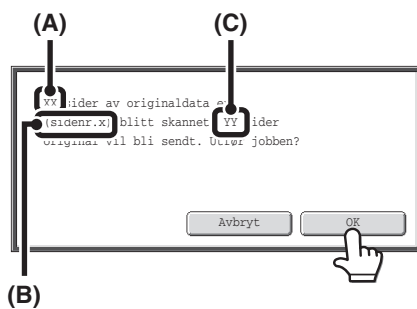 (A) (C)
XX sider av originaldata er
(sidenr.x) blitt skannet YY sider
original vil bli sendt. Utfør jobben?
Avbryt OK
(B)